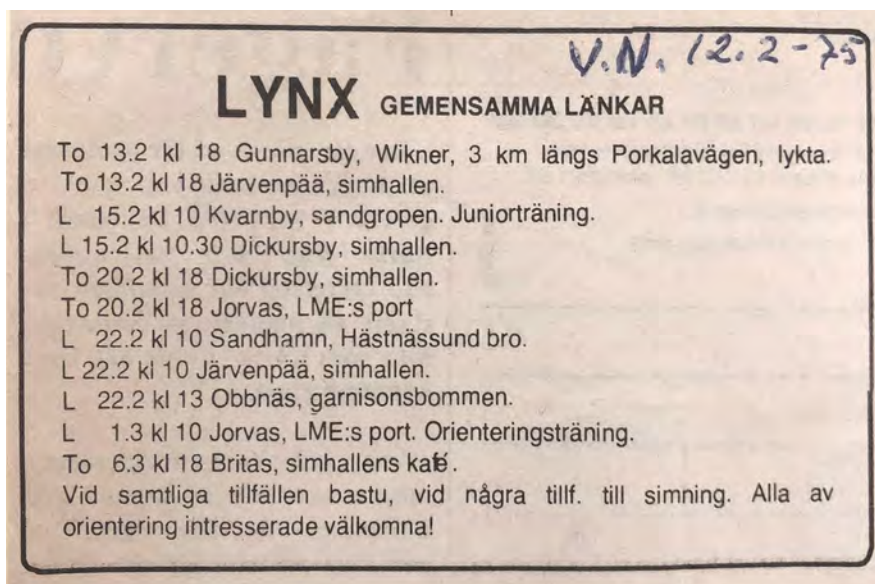 V.N. 12.2-75
LYNX GEMENSAMMA LÄNKAR
To 13.2 kl 18 Gunnarsby, Wikner, 3 km längs Porkalavägen, lykta.
To 13.2 kl 18 Järvenpää, simhallen.
L 15.2 kl 10 Kvarnby, sandgropen. Juniorträning.
L 15.2 kl 10.30 Dickursby, simhallen.
To 20.2 kl 18 Dickursby, simhallen.
To 20.2 kl 18 Jorvas, LME:s port
L 22.2 kl 10 Sandhamn, Hästnässund bro.
L 22.2 kl 10 Järvenpää, simhallen.
L 22.2 kl 13 Obbnäs, garnisonsbommen.
L 1.3 kl 10 Jorvas, LME:s port. Orienteringsträning.
To 6.3 kl 18 Britas, simhallens kafé.
Vid samtliga tillfällen bastu, vid några tillf. till simning. Alla av
orientering intresserade välkomna!